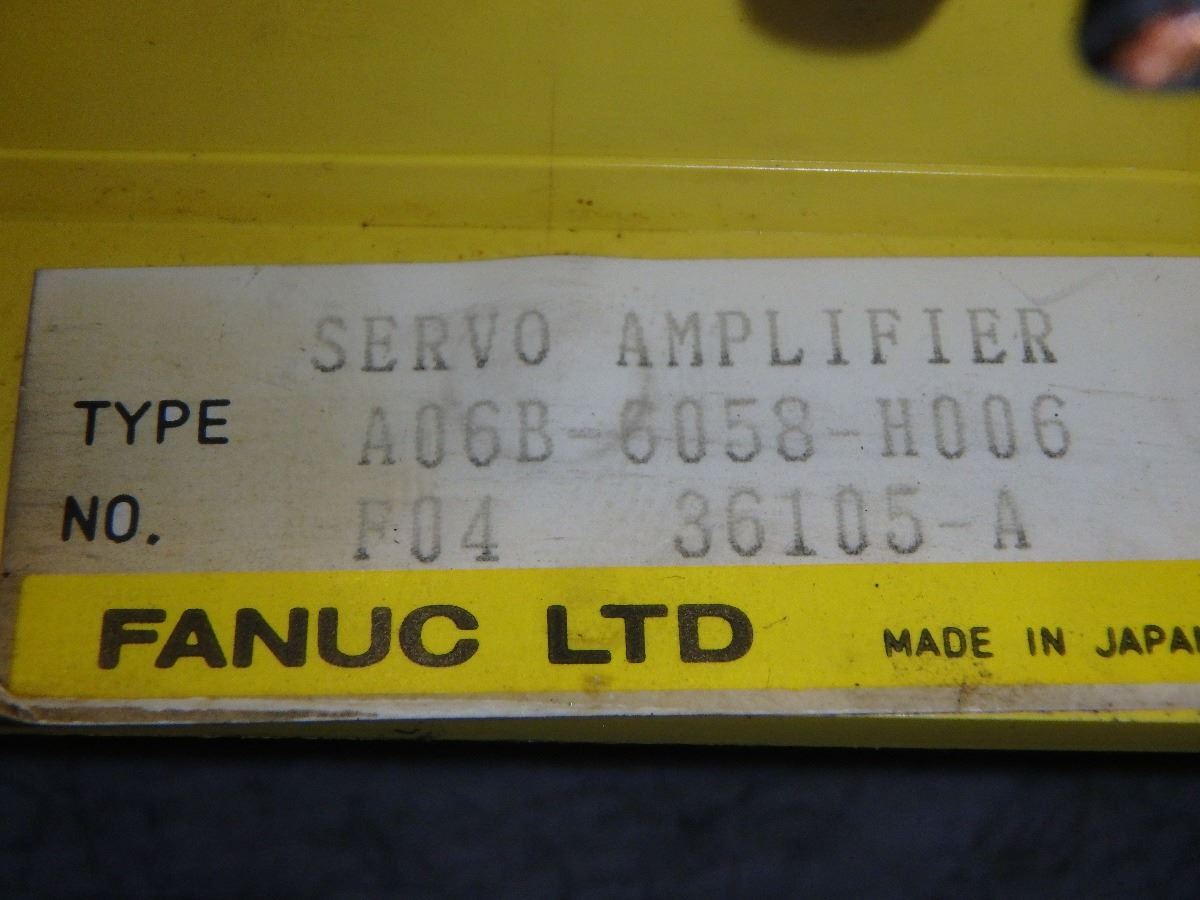 SERVO AMPLIFIER
TYPE A06B-6058-H006
NO. F04 36105-A
FANUC LTD MADE IN JAPAN